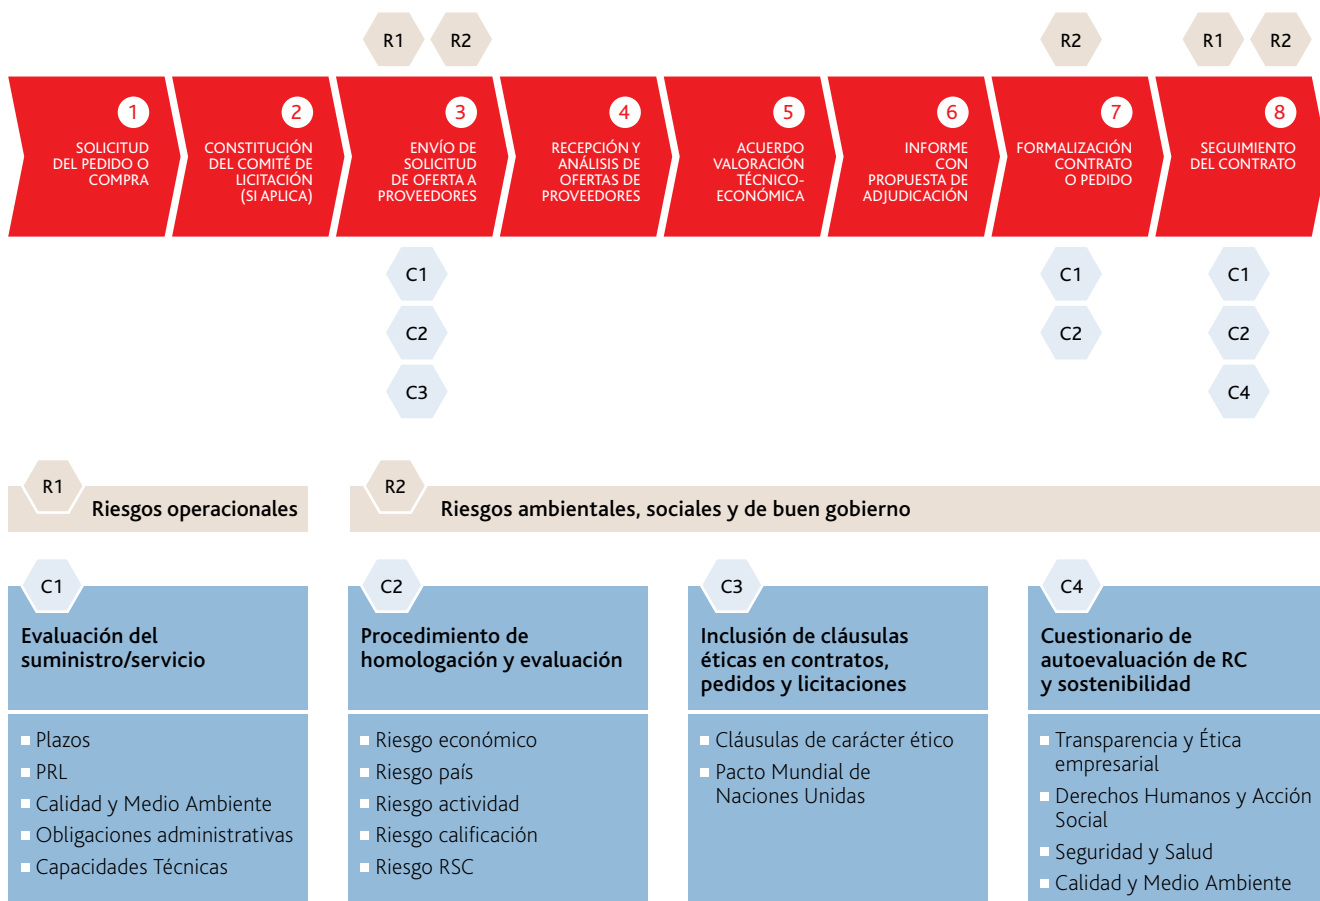 R1 R2 R2 R1 R2
1
SOLICITUD
DEL PEDIDO O
COMPRA
2
CONSTITUCIÓN
DEL COMITÉ DE
LICITACIÓN
(SI APLICA)
3
ENVÍO DE
SOLICITUD
DE OFERTA A
PROVEEDORES
4
RECEPCIÓN Y
ANÁLISIS DE
OFERTAS DE
PROVEEDORES
5
ACUERDO
VALORACIÓN
TÉCNICO-
ECONÓMICA
6
INFORME
CON
PROPUESTA DE
ADJUDICACIÓN
7
FORMALIZACIÓN
CONTRATO
O PEDIDO
8
SEGUIMIENTO
DEL CONTRATO
C1 C1 C1
C2 C2 C2
C3 C4
R1
Riesgos operacionales
R2
Riesgos ambientales, sociales y de buen gobierno
C1
Evaluación del
suministro/servicio
Plazos
PRL
Calidad y Medio Ambiente
Obligaciones administrativas
Capacidades Técnicas
C2
Procedimiento de
homologación y evaluación
Riesgo económico
Riesgo país
Riesgo actividad
Riesgo calificación
Riesgo RSC
C3
Inclusión de cláusulas
éticas en contratos,
pedidos y licitaciones
Cláusulas de carácter ético
Pacto Mundial de
Naciones Unidas
C4
Cuestionario de
autoevaluación de RC
y sostenibilidad
Transparencia y Ética
empresarial
Derechos Humanos y Acción
Social
Seguridad y Salud
Calidad y Medio Ambiente